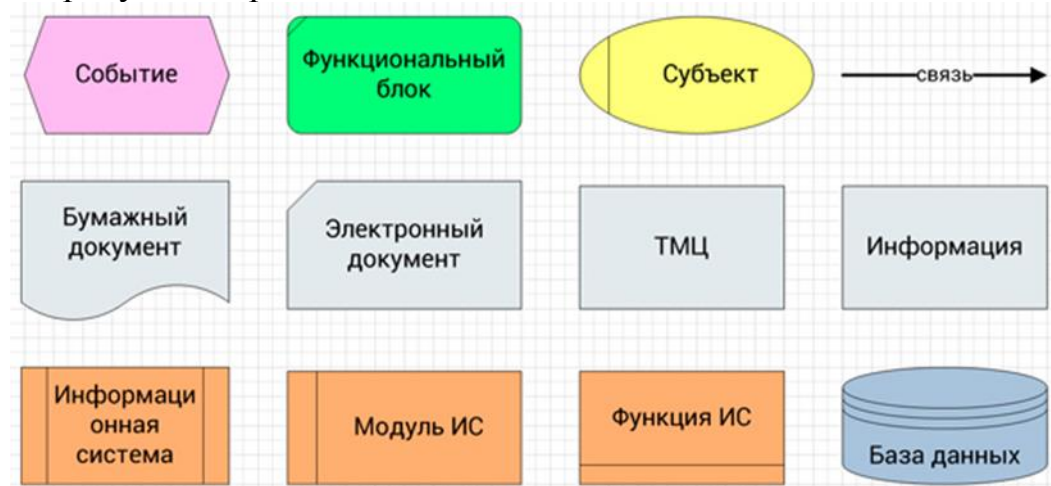 Событие
Функциональный
блок
Субъект
связь
Бумажный
документ
Электронный
документ
ТМЦ
Информация
Информаци
онная
система
Модуль ИС
Функция ИС
База данных